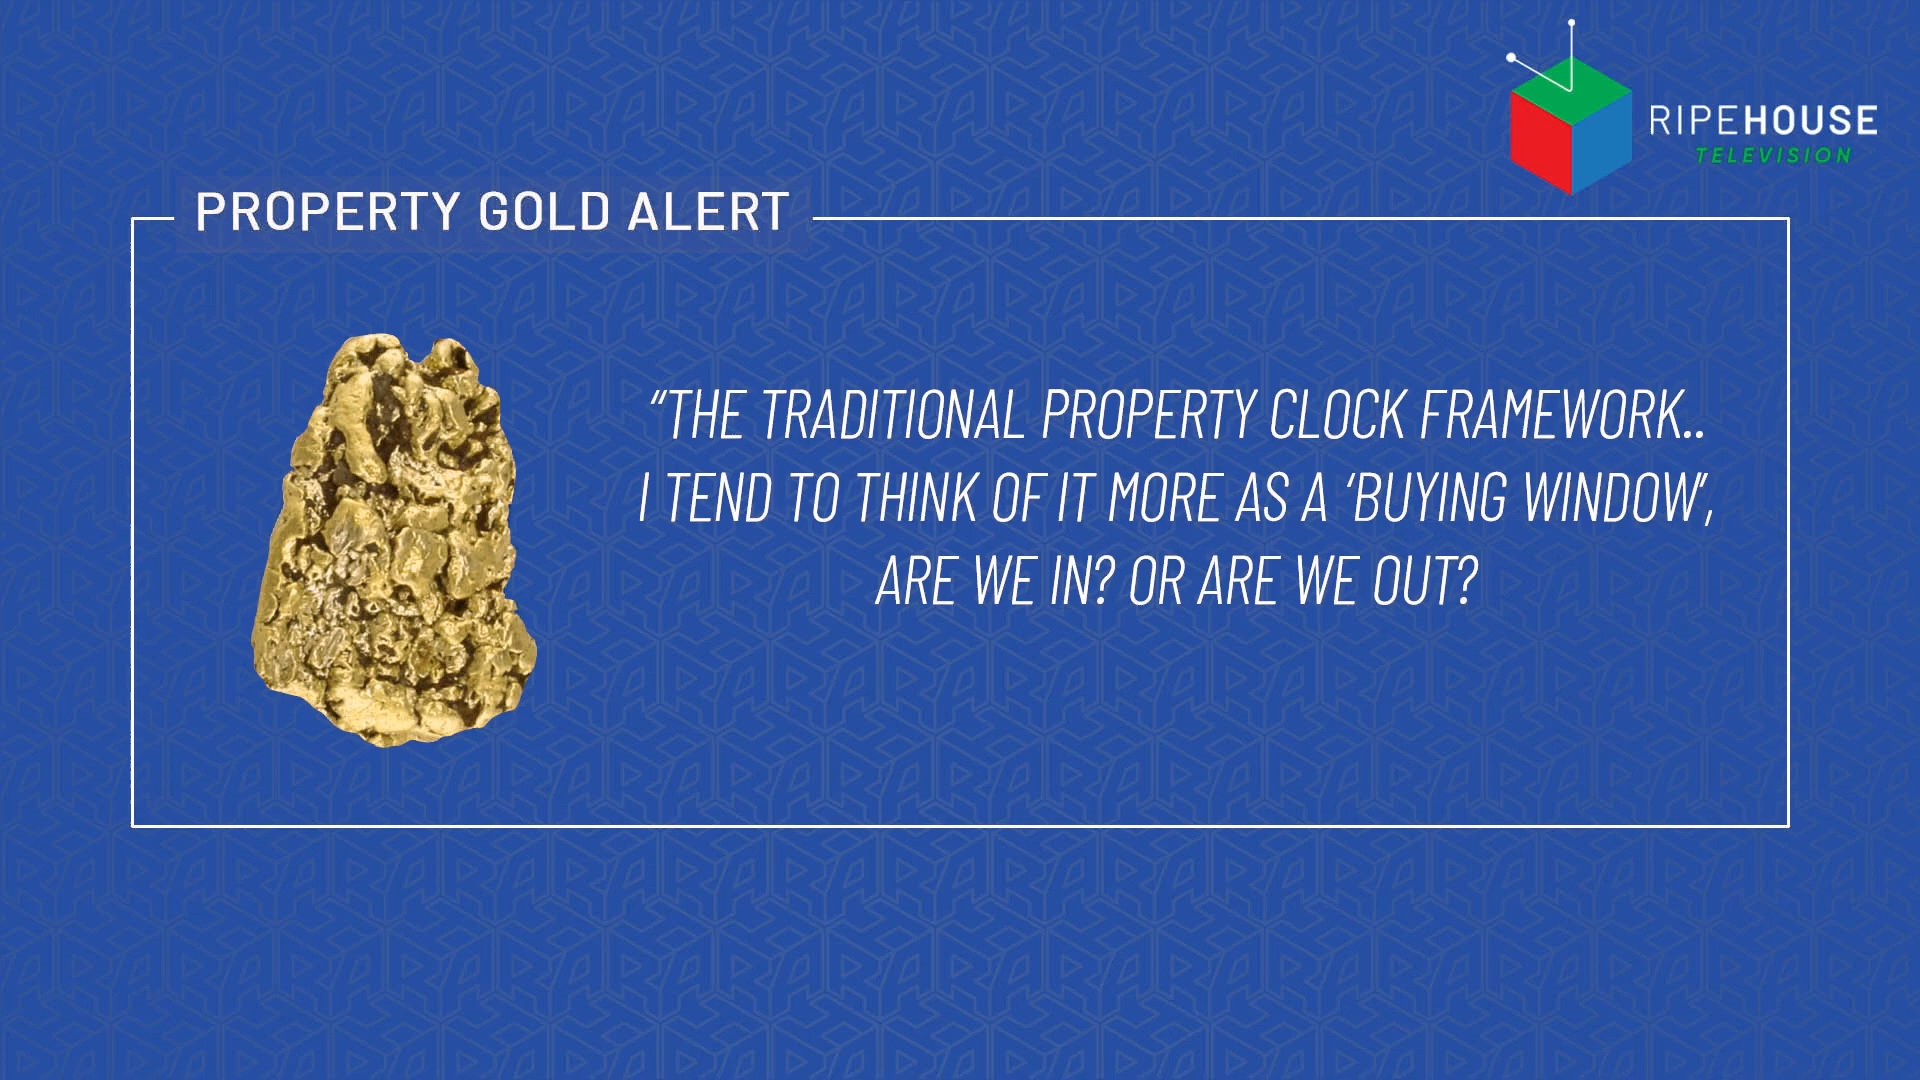 RIPEHOUSE
TELEVISION
PROPERTY GOLD ALERT
“THE TRADITIONAL PROPERTY CLOCK FRAMEWORK..
I TEND TO THINK OF IT MORE AS A ‘BUYING WINDOW’,
ARE WE IN? OR ARE WE OUT?